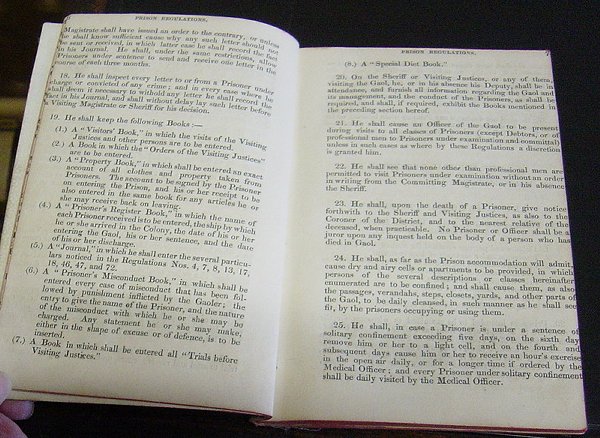 PRISON REGULATIONS.
Magistrate shall have issued an order to the contrary, or unless
he shall know sufficient cause why any such letter should not
be sent or received, in which latter case he shall record the fact
in his Journal. He shall, under the same restrictions, allow
Prisoners under sentence to send and receive one letter in the
course of each three months.
18. He shall inspect every letter to or from a Prisoner under
charge or convicted of any crime; and in every case where he
shall deem it necessary to withhold any letter he shall record the
fact in his Journal, and shall without delay lay such letter before
a Visiting Magistrate or Sheriff for his decision.
19. He shall keep the following Books :—
(1.) A "Visitors' Book," in which the visits of the Visiting
Justices and other persons are to be entered.
(2.) A Book in which the "Orders of the Visiting Justices"
are to be entered.
(3.) A "Property Book," in which shall be entered an exact
account of all clothes and property taken from
Prisoners. The account to be signed by the Prisoner
on entering the Prison, and his or her receipt to be
also entered in the same book for any articles he or
she may receive back on leaving.
(4.) A "Prisoner's Register Book," in which the name of
each Prisoner received is to be entered, the ship by which
he or she arrived in the Colony, the date of his or her
entering the Gaol, his or her sentence, and the date
of his or her discharge.
(5.) A "Journal," in which he shall enter the several particu-
lars noticed in the Regulations Nos. 4, 7, 8, 13, 17,
18, 46, 47, and 72.
(6.) A "Prisoner's Misconduct Book," in which shall be
entered every case of misconduct that has been fol-
lowed by punishment inflicted by the Gaoler; the
entry to give the name of the Prisoner, and the nature
of the misconduct with which he or she may be
charged. Any statement he or she may make,
either in the shape of excuse or of defence, is to be
inserted.
(7.) A Book in which shall be entered all "Trials before
Visiting Justices."
PRISON REGULATIONS.
(8.) A "Special Diet Book."
20. On the Sheriff or Visiting Justices, or any of them,
visiting the Gaol, he, or in his absence his Deputy, shall be in
attendance, and furnish all information regarding the Gaol and
its management, and the conduct of the Prisoners, as shall be
required, and shall, if required, exhibit the Books mentioned in
the preceding section hereof.
21. He shall cause an Officer of the Gaol to be present
during visits to all classes of Prisoners (except Debtors, or of
professional men to Prisoners under examination and committal)
unless in such cases as where by these Regulations a discretion
is granted him.
22. He shall see that none other than professional men are
permitted to visit Prisoners under examination without an order
in writing from the Committing Magistrate, or in his absence
the Sheriff.
23. He shall, upon the death of a Prisoner, give notice
forthwith to the Sheriff and Visiting Justices, as also to the
Coroner of the District, and to the nearest relative of the
deceased, when practicable. No Prisoner or Officer shall be a
juror upon any inquest held on the body of a person who has
died in Gaol.
24. He shall, as far as the Prison accommodation will admit,
cause dry and airy cells or apartments to be provided, in which
persons of the several descriptions or classes hereinafter
enumerated are to be confined; and shall cause them, as also
the passages, verandahs, steps, closets, yards, and other parts of
the Gaol, to be daily cleansed, in such manner as he shall see
fit, by the prisoners occupying or using them.
25. He shall, in case a Prisoner is under a sentence of
solitary confinement exceeding five days, on the sixth day
remove him or her to a light cell, and on the fourth and
subsequent days cause him or her to receive an hour's exercise
in the open air daily, or for a longer time if ordered by the
Medical Officer; and every Prisoner under solitary confinement
shall be daily visited by the Medical Officer.